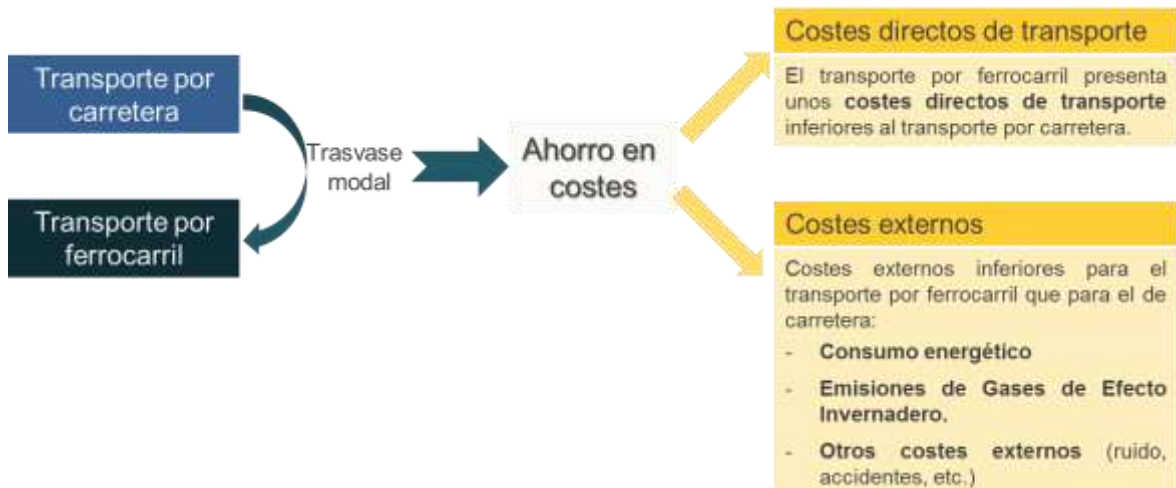 Transporte por
carretera
Transporte por
ferrocarril
Trasvase
modal
Ahorro en
costes
Costes directos de transporte
El transporte por ferrocarril presenta
unos costes directos de transporte
inferiores al transporte por carretera.
Costes externos
Costes externos inferiores para el
transporte por ferrocarril que para el de
carretera:
- Consumo energético
- Emisiones de Gases de Efecto
Invernadero.
- Otros costes externos (ruido,
accidentes, etc.)